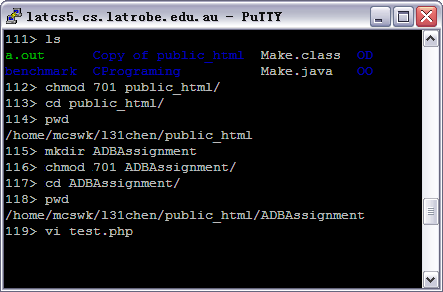 latcs5.cs.latrobe.edu.au - PuTTY
111> ls
a.out Copy of public_html Make.class OD
benchmark CPrograming Make.java OO
112> chmod 701 public_html/
113> cd public_html/
114> pwd
/home/mcswk/l31chen/public_html
115> mkdir ADBAssignment
116> chmod 701 ADBAssignment/
117> cd ADBAssignment/
118> pwd
/home/mcswk/l31chen/public_html/ADBAssignment
119> vi test.php